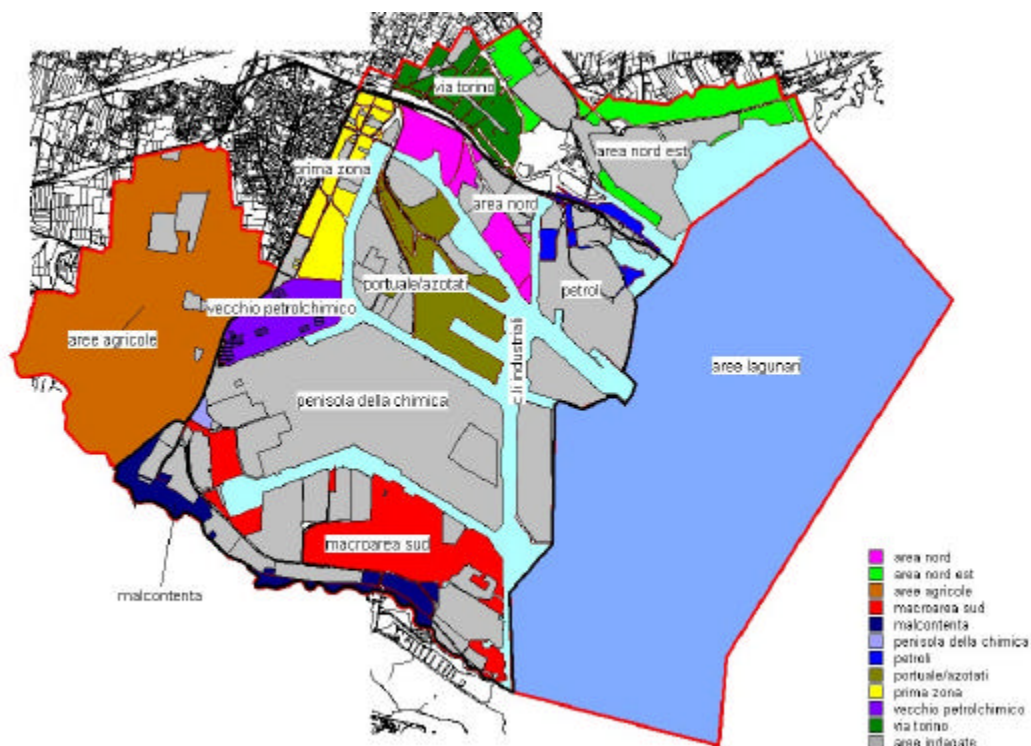 via torino
area nord est
prima zona
area nord
portuale/azotati
petroli
vecchio petrolchimico
aree agricole
aree lagunari
c.li industriali
penisola della chimica
macroarea sud
malcontenta
area nord
area nord est
aree agricole
macroarea sud
malcontenta
penisola della chimica
petroli
portuale/azotati
prima zona
vecchio petrolchimico
via torino
aree indagate